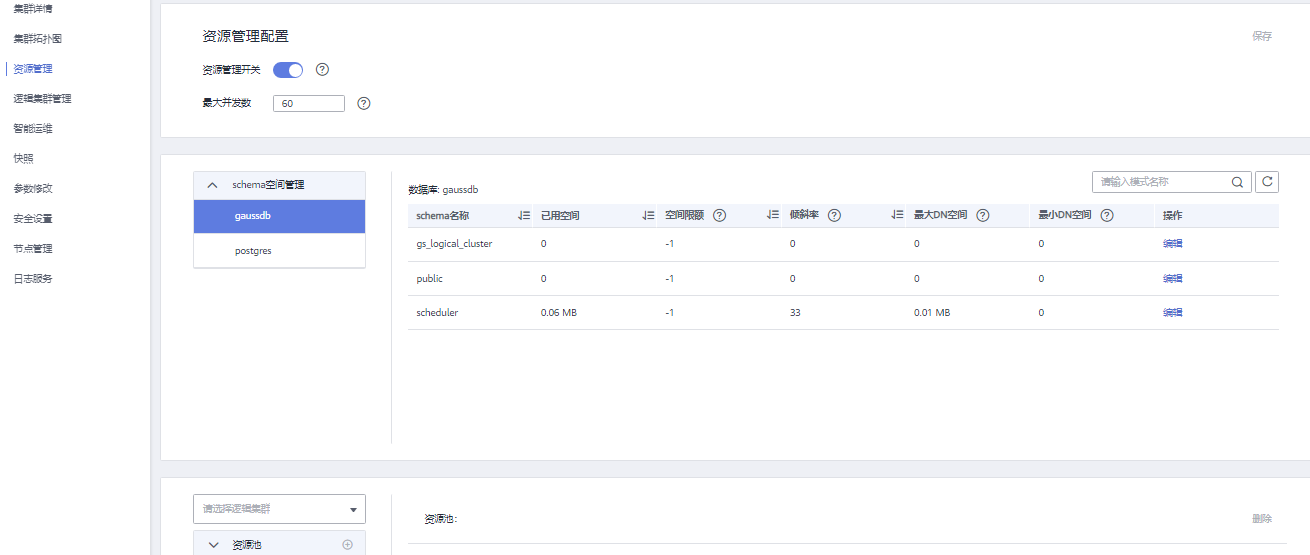 集群详情
集群拓扑图
资源管理
逻辑集群管理
智能运维
快照
参数修改
安全设置
节点管理
日志服务
资源管理配置
保存
资源管理开关
最大并发数 60
schema空间管理
gaussdb
postgres
数据库: gaussdb
请输入模式名称
schema名称 已用空间 空间限额 倾斜率 最大DN空间 最小DN空间 操作
gs_logical_cluster 0 -1 0 0 0 编辑
public 0 -1 0 0 0 编辑
scheduler 0.06 MB -1 33 0.01 MB 0 编辑
请选择逻辑集群
资源池
资源池:
删除